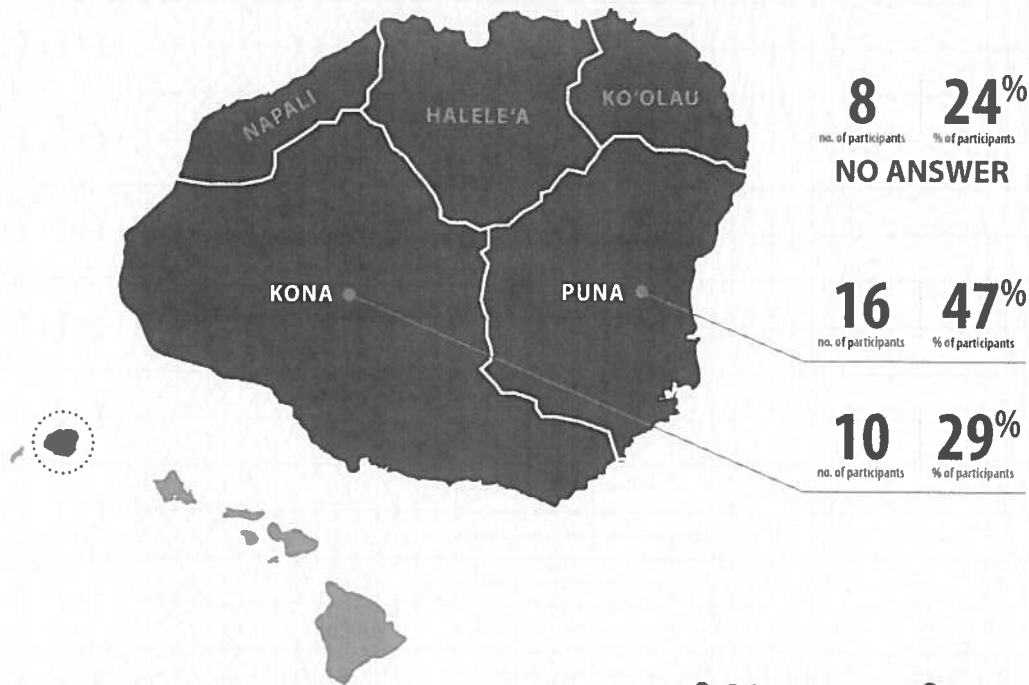 NAPALI
HALELE‘A
KO‘OLAU
8 24%
no. of participants % of participants
NO ANSWER
KONA
PUNA
16 47%
no. of participants % of participants
10 29%
no. of participants % of participants